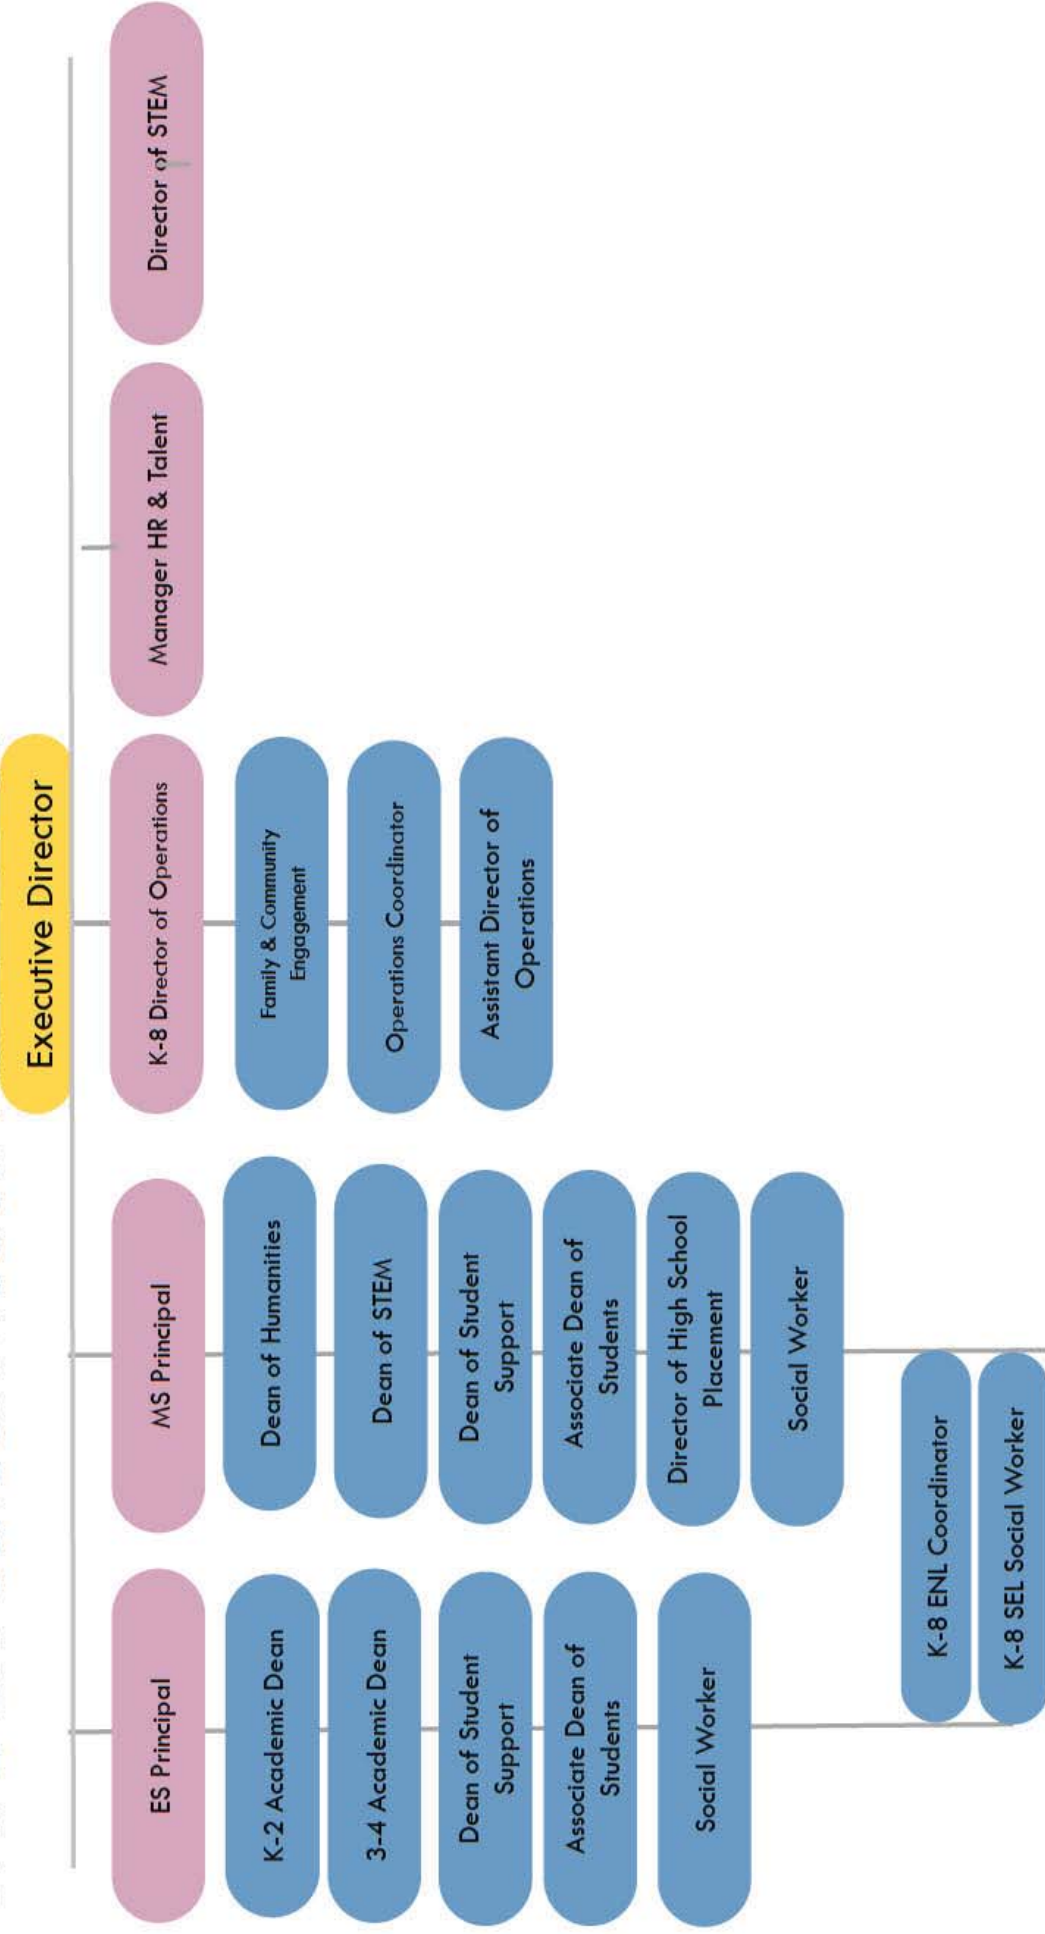 Executive Director
ES Principal
MS Principal
K-8 Director of Operations
Manager HR & Talent
Director of STEM
K-2 Academic Dean
3-4 Academic Dean
Dean of Student
Support
Associate Dean of
Students
Social Worker
Dean of Humanities
Dean of STEM
Dean of Student
Support
Associate Dean of
Students
Director of High School
Placement
Social Worker
K-8 ENL Coordinator
K-8 SEL Social Worker
Family & Community
Engagement
Operations Coordinator
Assistant Director of
Operations